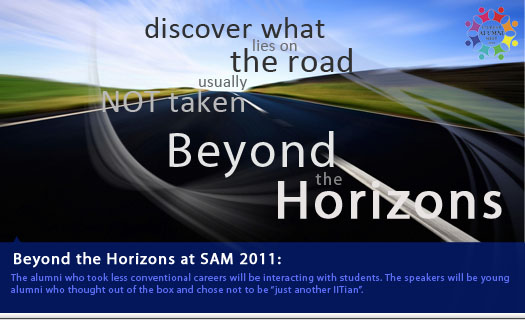 discover what
lies on
the road
usually
NOT taken
Beyond
the
Horizons
ALUMNI
Beyond the Horizons at SAM 2011:
The alumni who took less conventional careers will be interacting with students. The speakers will be young
alumni who thought out of the box and chose not to be “just another IITian”.